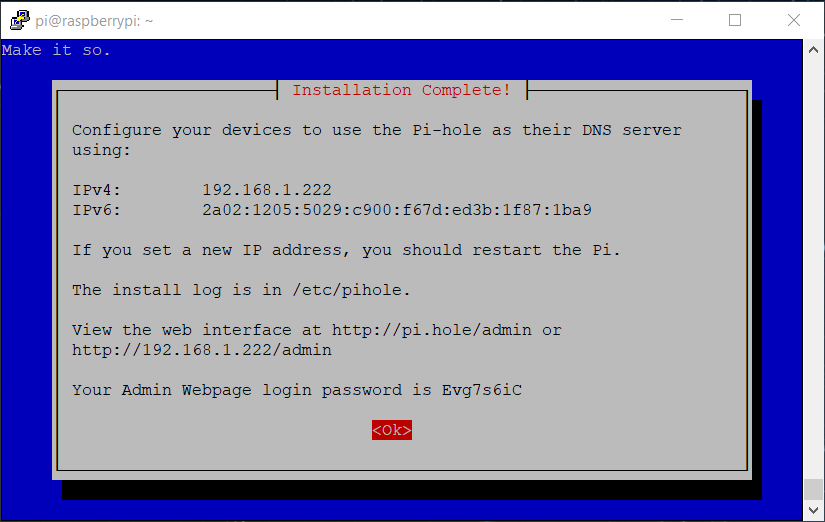 pi@raspberrypi: ~
Make it so.
Installation Complete!
Configure your devices to use the Pi-hole as their DNS server
using:
IPv4: 192.168.1.222
IPv6: 2a02:1205:5029:c900:f67d:ed3b:1f87:1ba9
If you set a new IP address, you should restart the Pi.
The install log is in /etc/pihole.
View the web interface at http://pi.hole/admin or
http://192.168.1.222/admin
Your Admin Webpage login password is Evg7s6iC
<Ok>